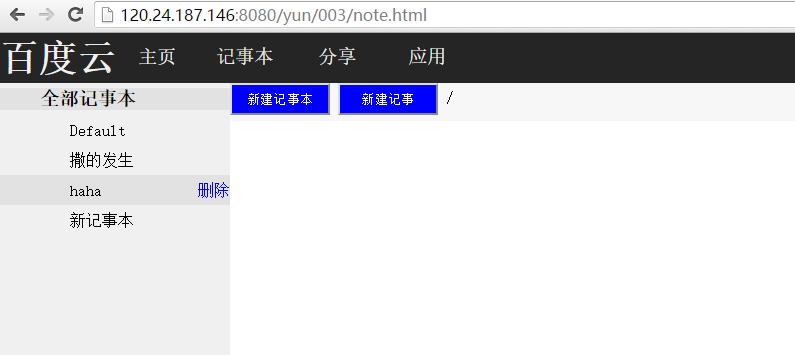 120.24.187.146:8080/yun/003/note.html
百度云 主页 记事本 分享 应用
全部记事本 新建记事本 新建记事 /
Default
撒的发生
haha 删除
新记事本